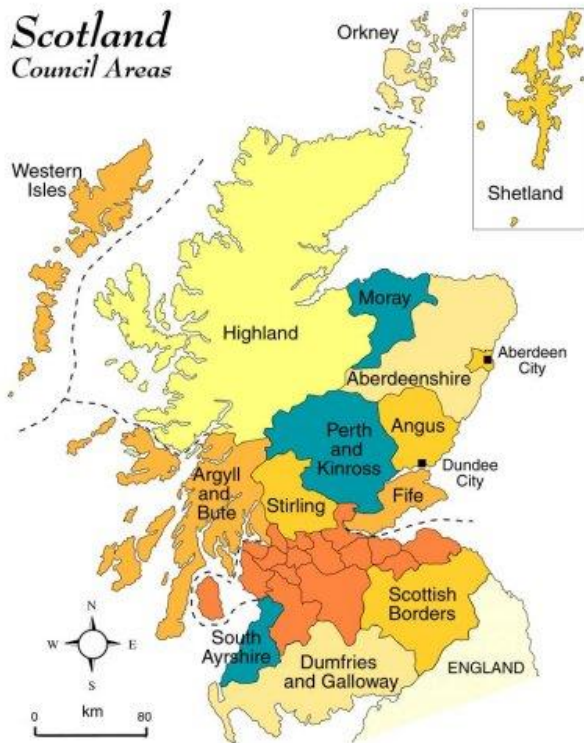 Scotland
Council Areas
Orkney
Western
Isles
Shetland
Moray
Highland
Aberdeen
City
Aberdeenshire
Angus
Perth
and
Kinross
Dundee
City
Argyll
and
Bute
Stirling
Fife
Scottish
Borders
South
Ayrshire
Dumfries
and Galloway
ENGLAND
N
W E
S
km
0 80